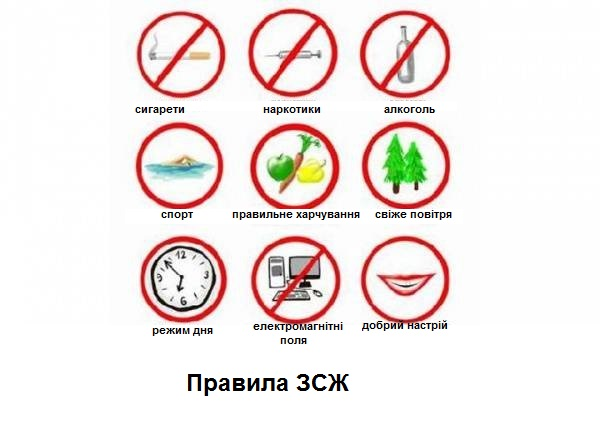 сигарети наркотики алкоголь
спорт правильне харчування свіже повітря
режим дня електромагнітні поля добрий настрій
Правила ЗСЖ